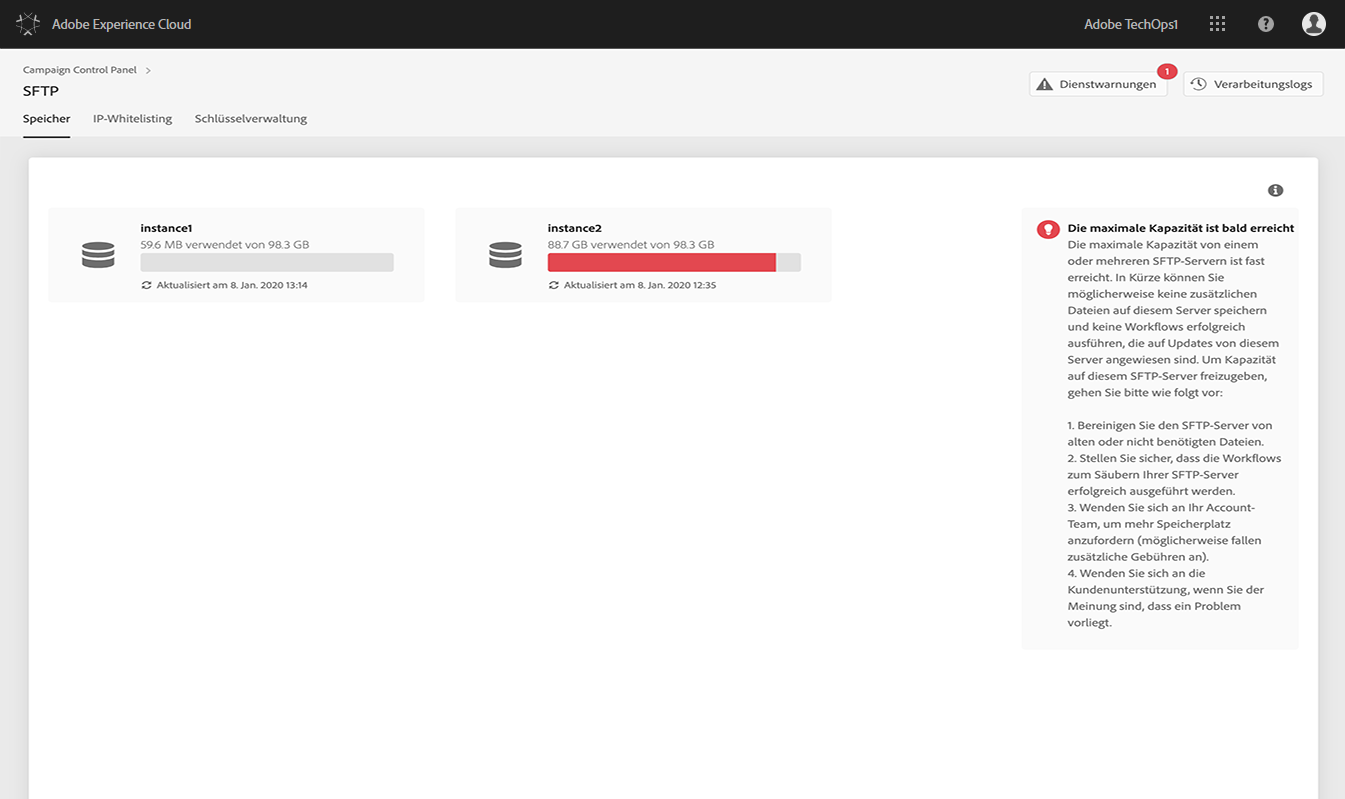 Adobe Experience Cloud
Adobe TechOps1
Campaign Control Panel
SFTP
1
Dienstwarnungen
Verarbeitungslogs
Speicher
IP-Whitelisting
Schlüsselverwaltung
instance1
59.6 MB verwendet von 98.3 GB
Aktualisiert am 8. Jan. 2020 13:14
instance2
88.7 GB verwendet von 98.3 GB
Aktualisiert am 8. Jan. 2020 12:35
Die maximale Kapazität ist bald erreicht
Die maximale Kapazität von einem
oder mehreren SFTP-Servern ist fast
erreicht. In Kürze können Sie
möglicherweise keine zusätzlichen
Dateien auf diesem Server speichern
und keine Workflows erfolgreich
ausführen, die auf Updates von diesem
Server angewiesen sind. Um Kapazität
auf diesem SFTP-Server freizugeben,
gehen Sie bitte wie folgt vor:
1. Bereinigen Sie den SFTP-Server von
alten oder nicht benötigten Dateien.
2. Stellen Sie sicher, dass die Workflows
zum Säubern Ihrer SFTP-Server
erfolgreich ausgeführt werden.
3. Wenden Sie sich an Ihr Account-
Team, um mehr Speicherplatz
anzufordern (möglicherweise fallen
zusätzliche Gebühren an).
4. Wenden Sie sich an die
Kundenunterstützung, wenn Sie der
Meinung sind, dass ein Problem
vorliegt.